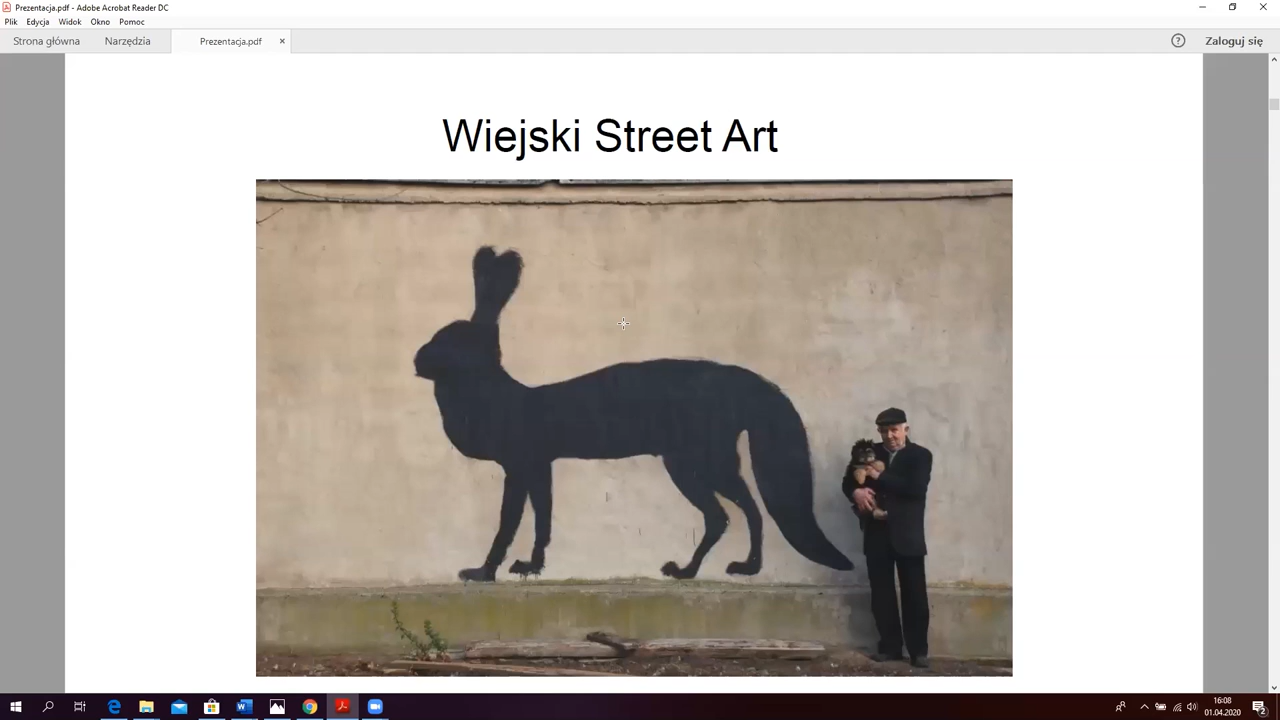 Prezentacja.pdf - Adobe Acrobat Reader DC
Plik Edycja Widok Okno Pomoc
Strona główna Narzędzia Prezentacja.pdf × ? Zaloguj się
Wiejski Street Art
16:08
01.04.2020
2